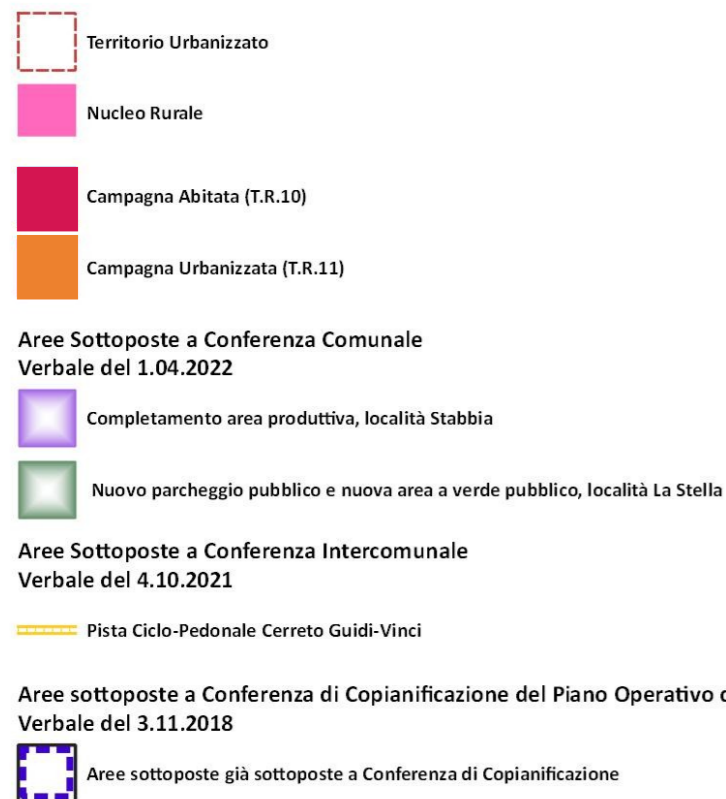 Territorio Urbanizzato
Nucleo Rurale
Campagna Abitata (T.R.10)
Campagna Urbanizzata (T.R.11)
Aree Sottoposte a Conferenza Comunale
Verbale del 1.04.2022
Completamento area produttiva, località Stabbia
Nuovo parcheggio pubblico e nuova area a verde pubblico, località La Stella
Aree Sottoposte a Conferenza Intercomunale
Verbale del 4.10.2021
Pista Ciclo-Pedonale Cerreto Guidi-Vinci
Aree sottoposte a Conferenza di Copianificazione del Piano Operativo
Verbale del 3.11.2018
Aree sottoposte già sottoposte a Conferenza di Copianificazione